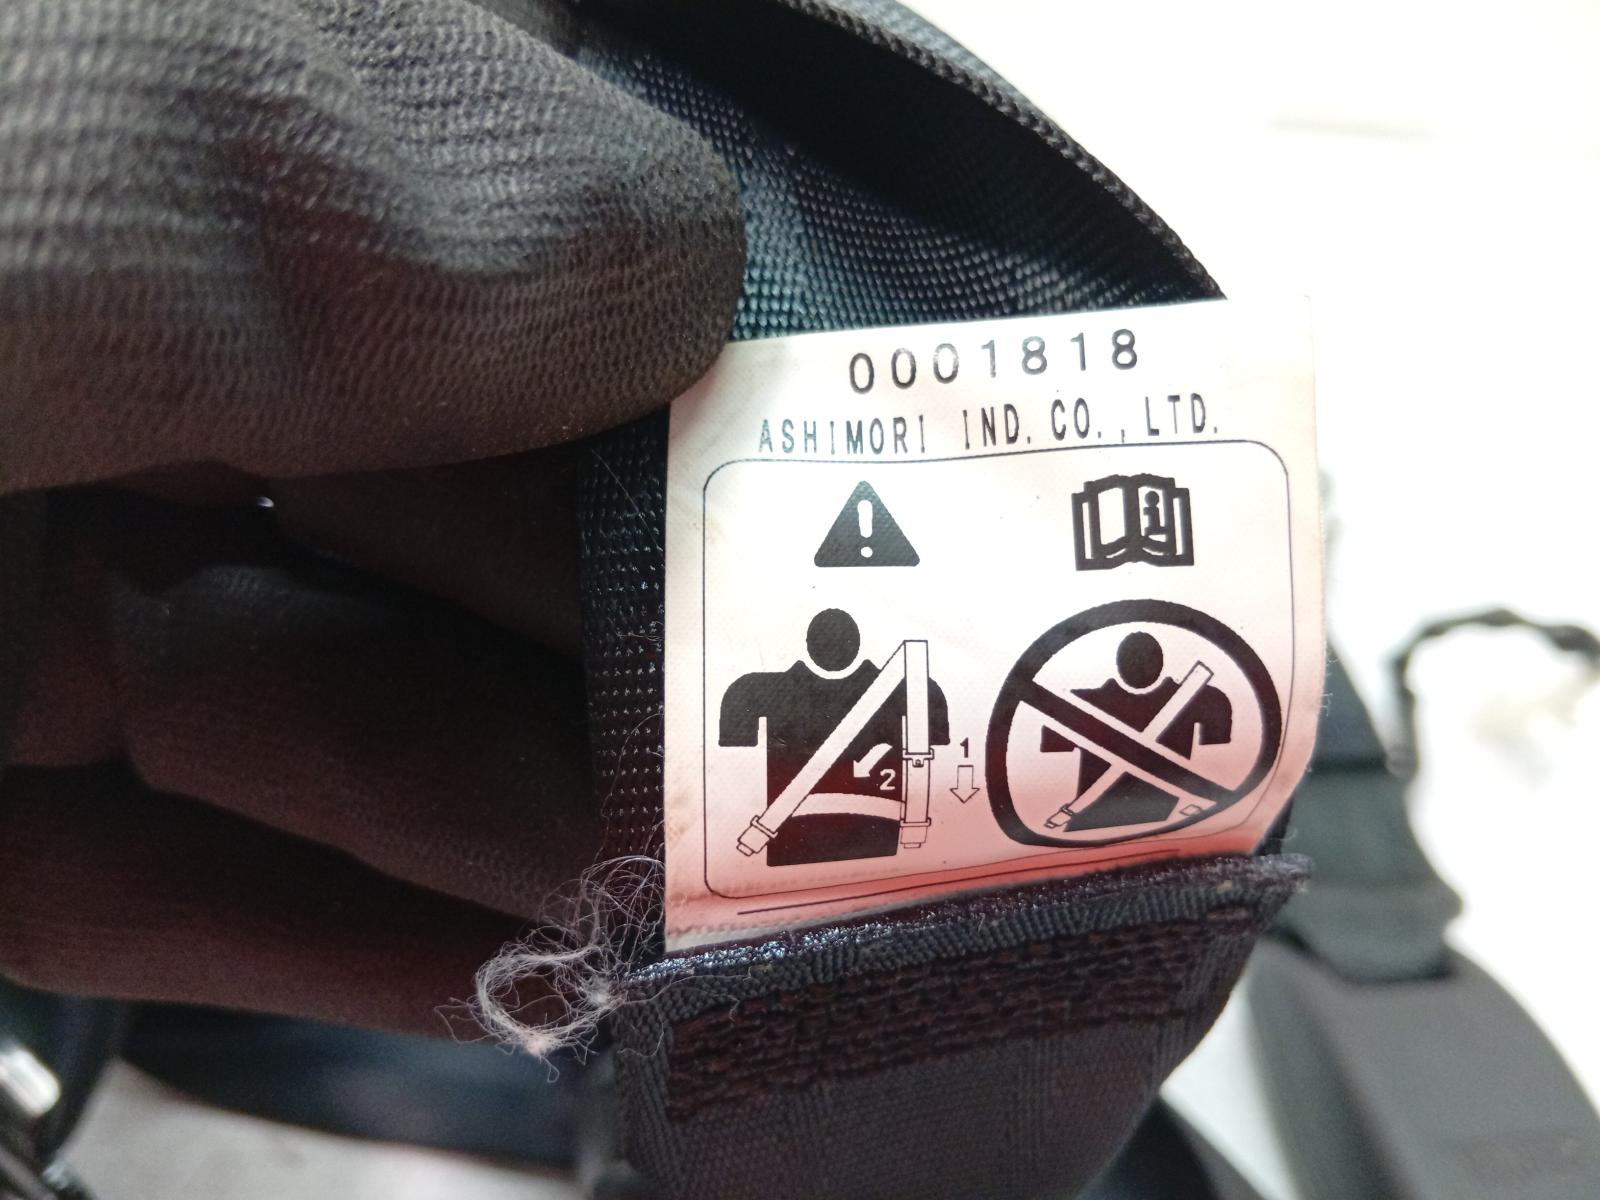 0001818
ASHIMORI IND. CO., LTD.
1
2